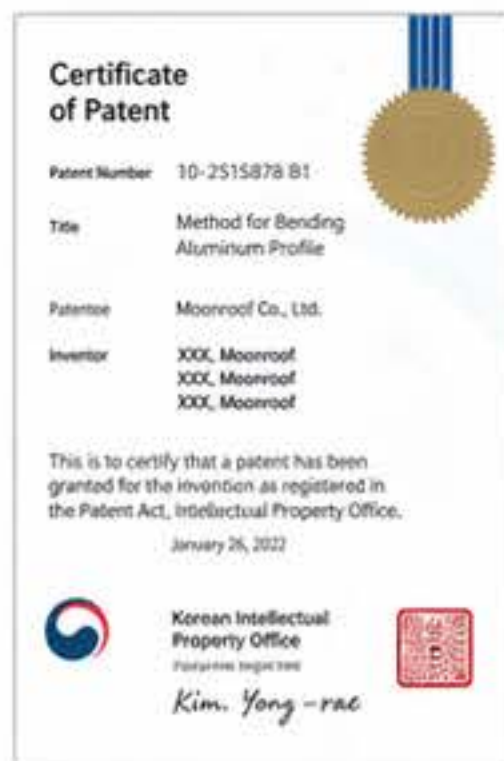 Certificate
of Patent
Patent Number 10-2515878 B1
Title Method for Bending
Aluminum Profile
Patentee Moonroof Co., Ltd.
Inventor XXX, Moonroof
XXX, Moonroof
XXX, Moonroof
This is to certify that a patent has been
granted for the invention as registered in
the Patent Act, Intellectual Property Office.
January 26, 2022
Korean Intellectual
Property Office
Kim, Yong-rae